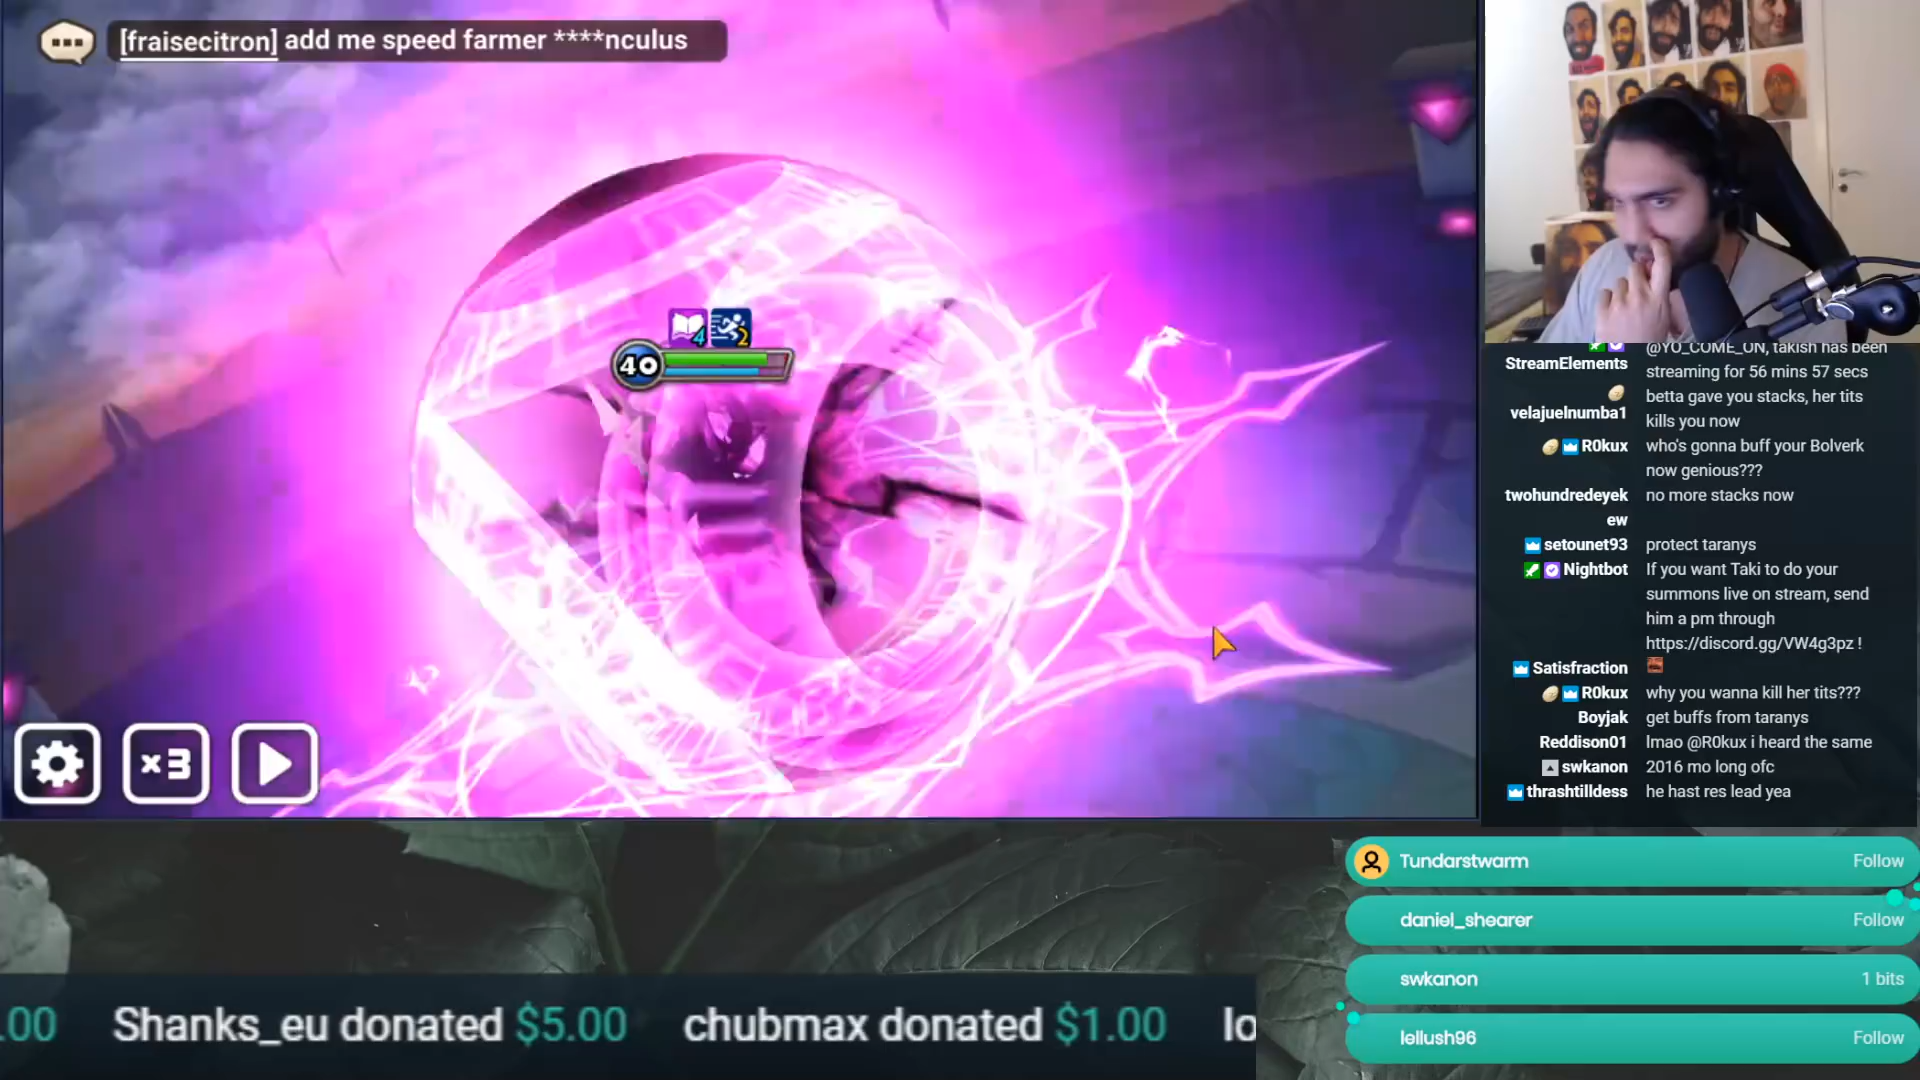 [fraisecitron] add me speed farmer ****nculus
4
2
40
x3
@YO_COME_ON, takish has been
StreamElements
streaming for 56 mins 57 secs
velajuelnumba1
betta gave you stacks, her tits
kills you now
R0kux who's gonna buff your Bolverk
now genious???
twohundredeyek no more stacks now
ew
setounet93 protect taranys
Nightbot If you want Taki to do your
summons live on stream, send
him a pm through
https://discord.gg/VW4g3pz !
Satisfraction
R0kux why you wanna kill her tits???
Boyjak get buffs from taranys
Reddison01 lmao @R0kux i heard the same
swkanon 2016 mo long ofc
thrashtilldess he hast res lead yea
Tundarstwarm Follow
daniel_shearer Follow
swkanon 1 bits
lellush96 Follow
.00 Shanks_eu donated $5.00 chubmax donated $1.00 lo